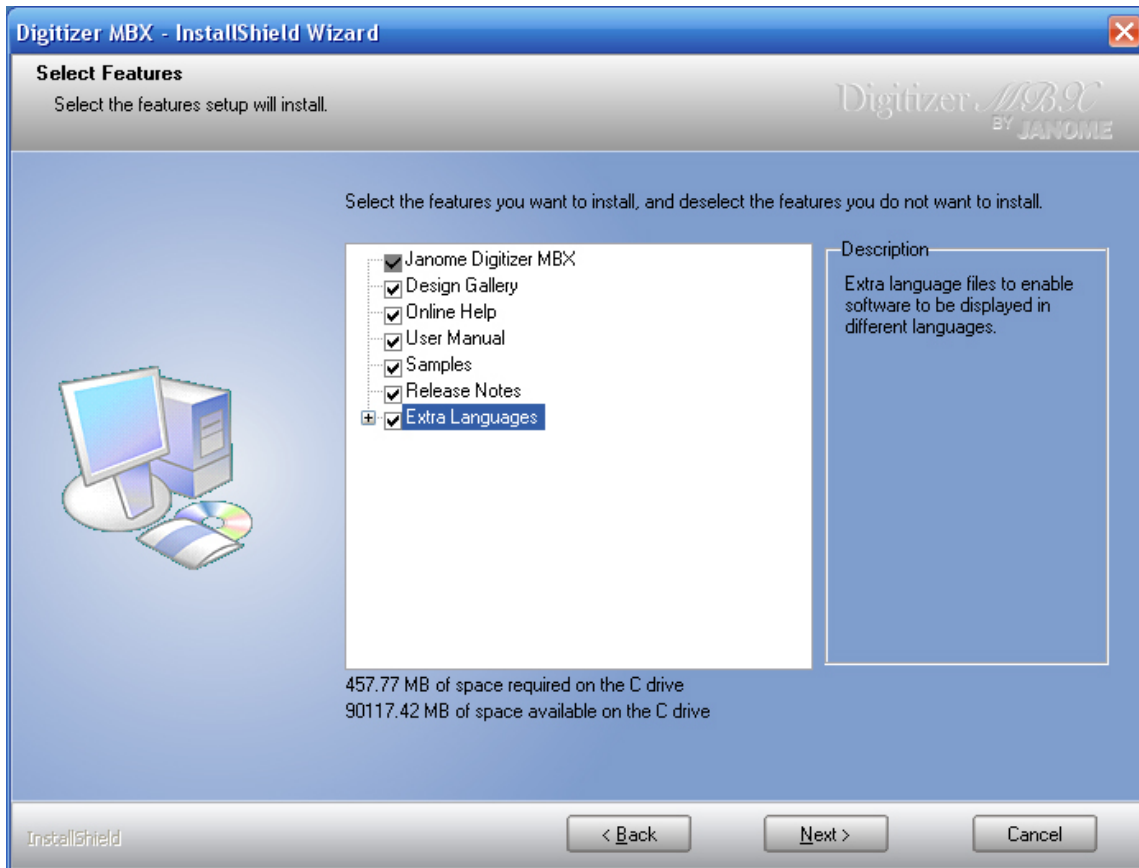 Digitizer MBX - InstallShield Wizard
Select Features
Select the features setup will install.
Digitizer MBX
BY JANOME
Select the features you want to install, and deselect the features you do not want to install.
Janome Digitizer MBX
Design Gallery
Online Help
User Manual
Samples
Release Notes
Extra Languages
Description
Extra language files to enable
software to be displayed in
different languages.
457.77 MB of space required on the C drive
90117.42 MB of space available on the C drive
InstallShield
< Back
Next >
Cancel